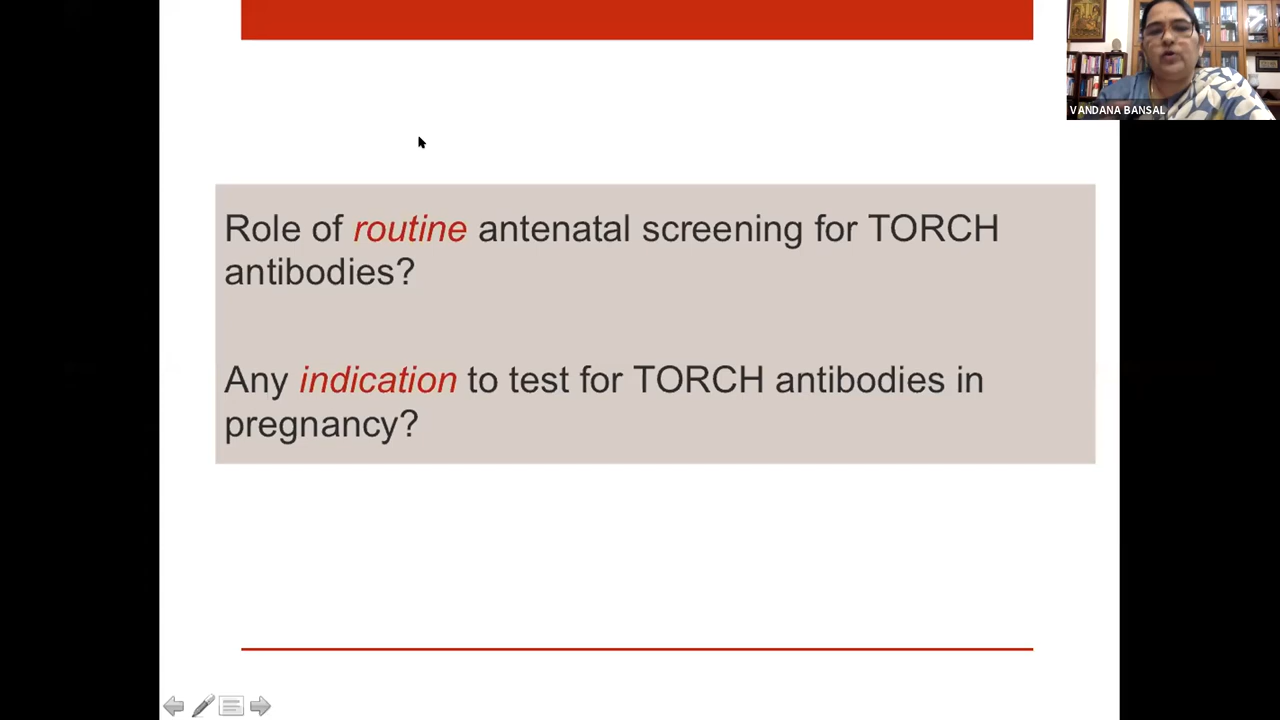 VANDANA BANSAL
Role of routine antenatal screening for TORCH
antibodies?
Any indication to test for TORCH antibodies in
pregnancy?